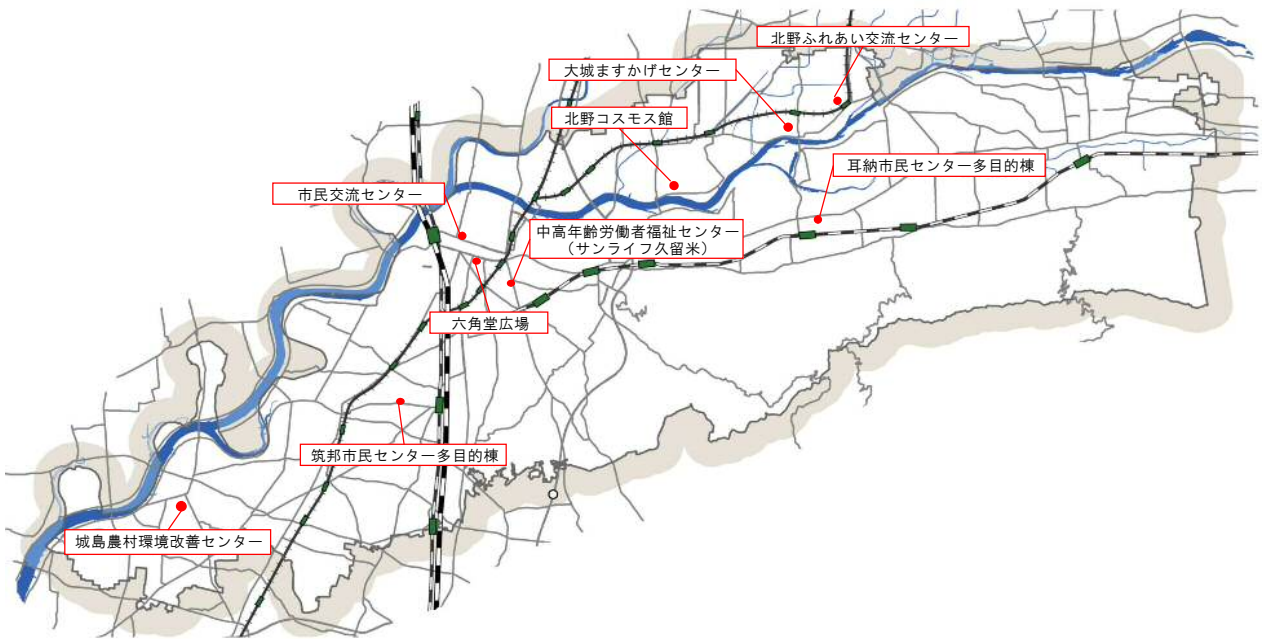 北野ふれあい交流センター
大城ますかげセンター
北野コスモス館
耳納市民センター多目的棟
市民交流センター
中高年齢労働者福祉センター
（サンライフ久留米）
六角堂広場
筑邦市民センター多目的棟
城島農村環境改善センター